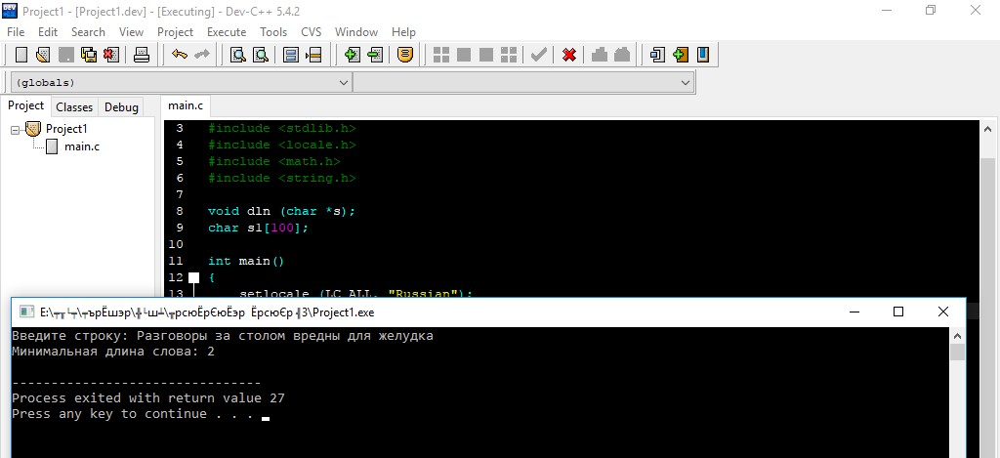 Project1 - [Project1.dev] - [Executing] - Dev-C++ 5.4.2
File Edit Search View Project Execute Tools CVS Window Help
(globals)
Project Classes Debug
main.c
Project1
main.c
3 #include <stdlib.h>
4 #include <locale.h>
5 #include <math.h>
6 #include <string.h>
7
8 void dln (char *s);
9 char s1[100];
10
11 int main()
12 {
13 setlocale (LC_ALL, "Russian");
3\Project1.exe
Введите строку: Разговоры за столом вредны для желудка
Минимальная длина слова: 2
--------------------------------
Process exited with return value 27
Press any key to continue . . .